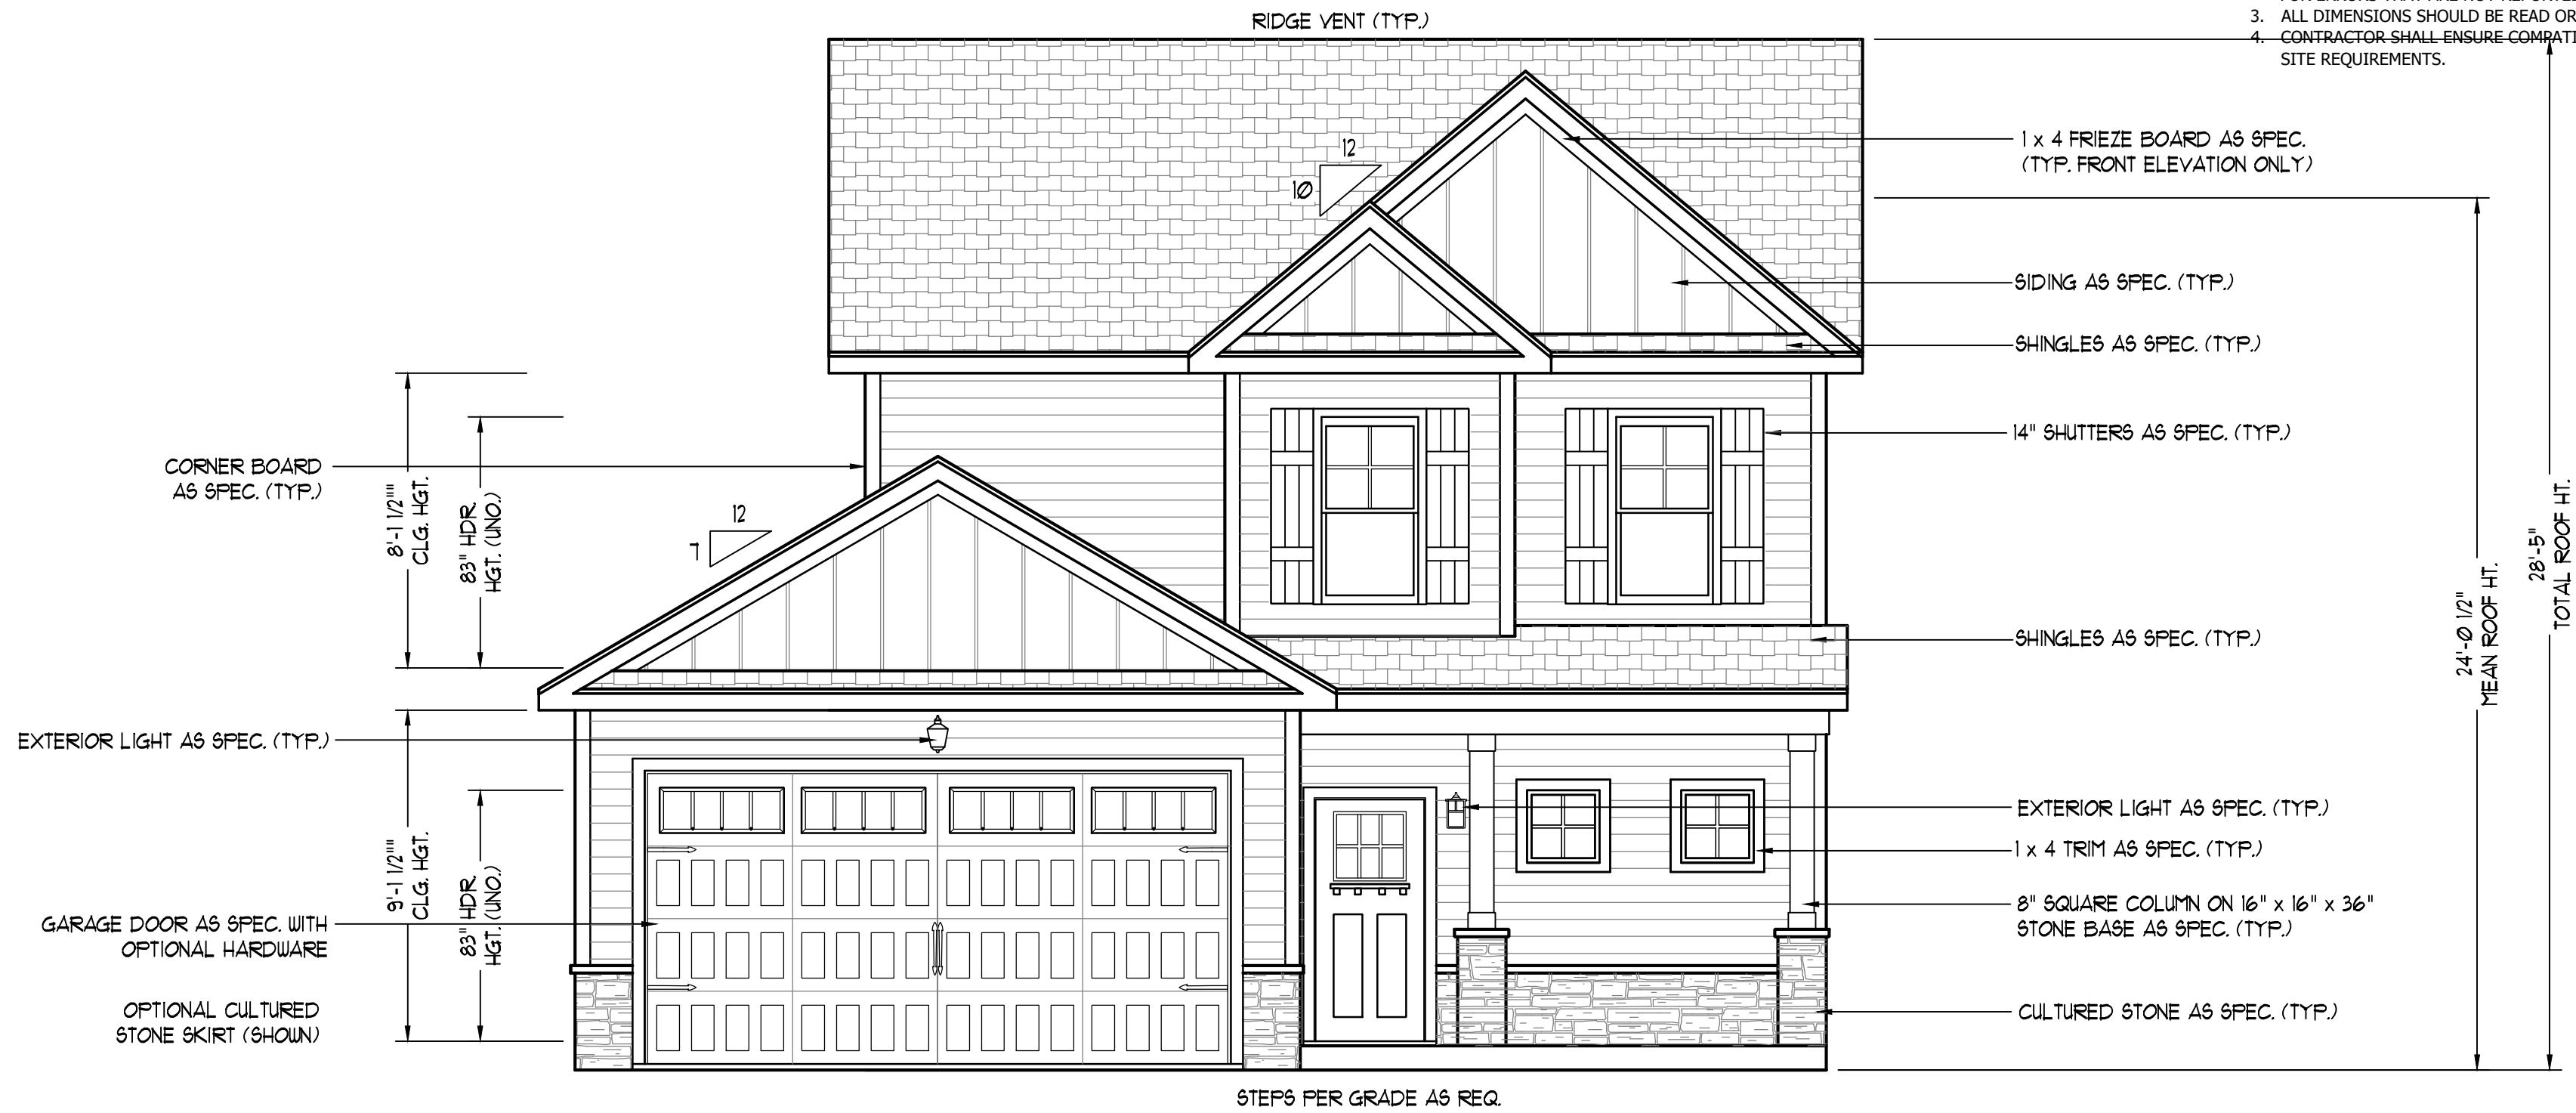 RIDGE VENT (TYP.)
3. ALL DIMENSIONS SHOULD BE READ OR
4. CONTRACTOR SHALL ENSURE COMPATI
SITE REQUIREMENTS.
1 x 4 FRIEZE BOARD AS SPEC.
(TYP. FRONT ELEVATION ONLY)
12
10
SIDING AS SPEC. (TYP.)
SHINGLES AS SPEC. (TYP.)
14" SHUTTERS AS SPEC. (TYP.)
CORNER BOARD
AS SPEC. (TYP.)
8'-1 1/2""
CLG. HGT.
83" HDR.
HGT. (UNO.)
12
7
28'-5"
TOTAL ROOF HT.
24'-0 1/2"
MEAN ROOF HT.
SHINGLES AS SPEC. (TYP.)
EXTERIOR LIGHT AS SPEC. (TYP.)
9'-1 1/2""
CLG. HGT.
83" HDR.
HGT. (UNO.)
EXTERIOR LIGHT AS SPEC. (TYP.)
1 x 4 TRIM AS SPEC. (TYP.)
8" SQUARE COLUMN ON 16" x 16" x 36"
STONE BASE AS SPEC. (TYP.)
GARAGE DOOR AS SPEC. WITH
OPTIONAL HARDWARE
OPTIONAL CULTURED
STONE SKIRT (SHOWN)
CULTURED STONE AS SPEC. (TYP.)
STEPS PER GRADE AS REQ.